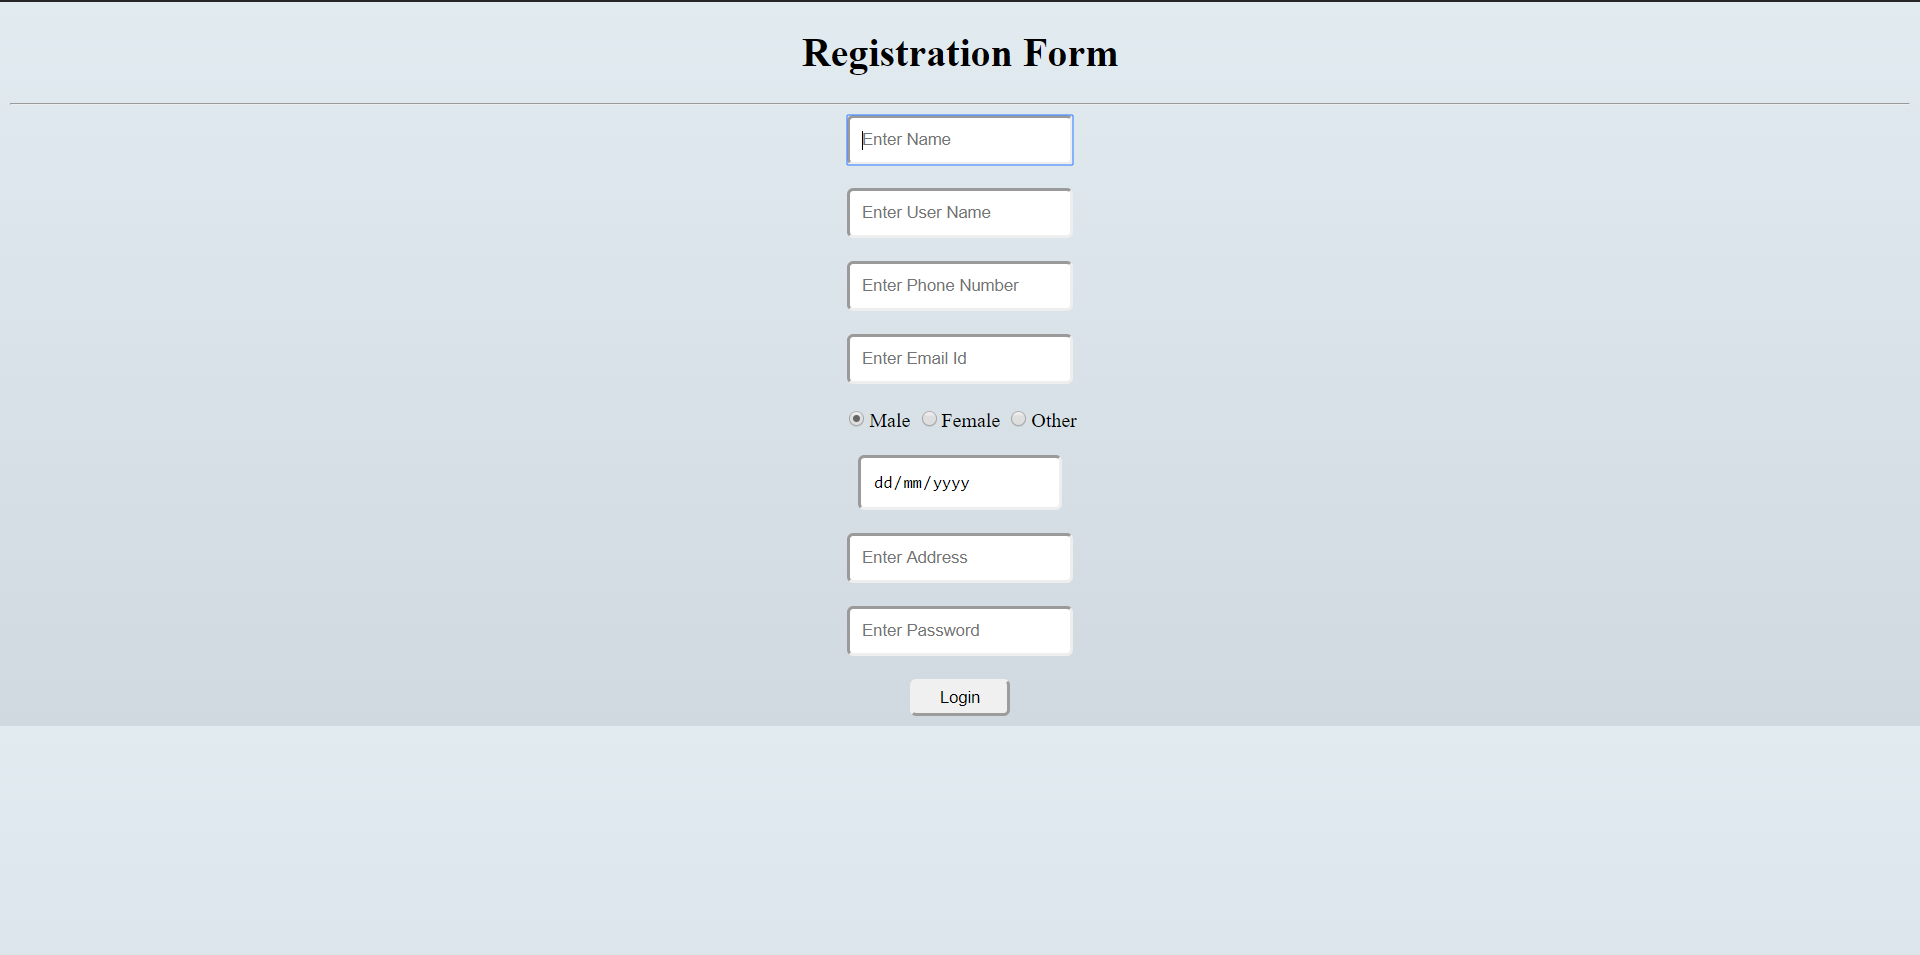 Registration Form
Enter Name
Enter User Name
Enter Phone Number
Enter Email Id
Male Female Other
dd/mm/yyyy
Enter Address
Enter Password
Login